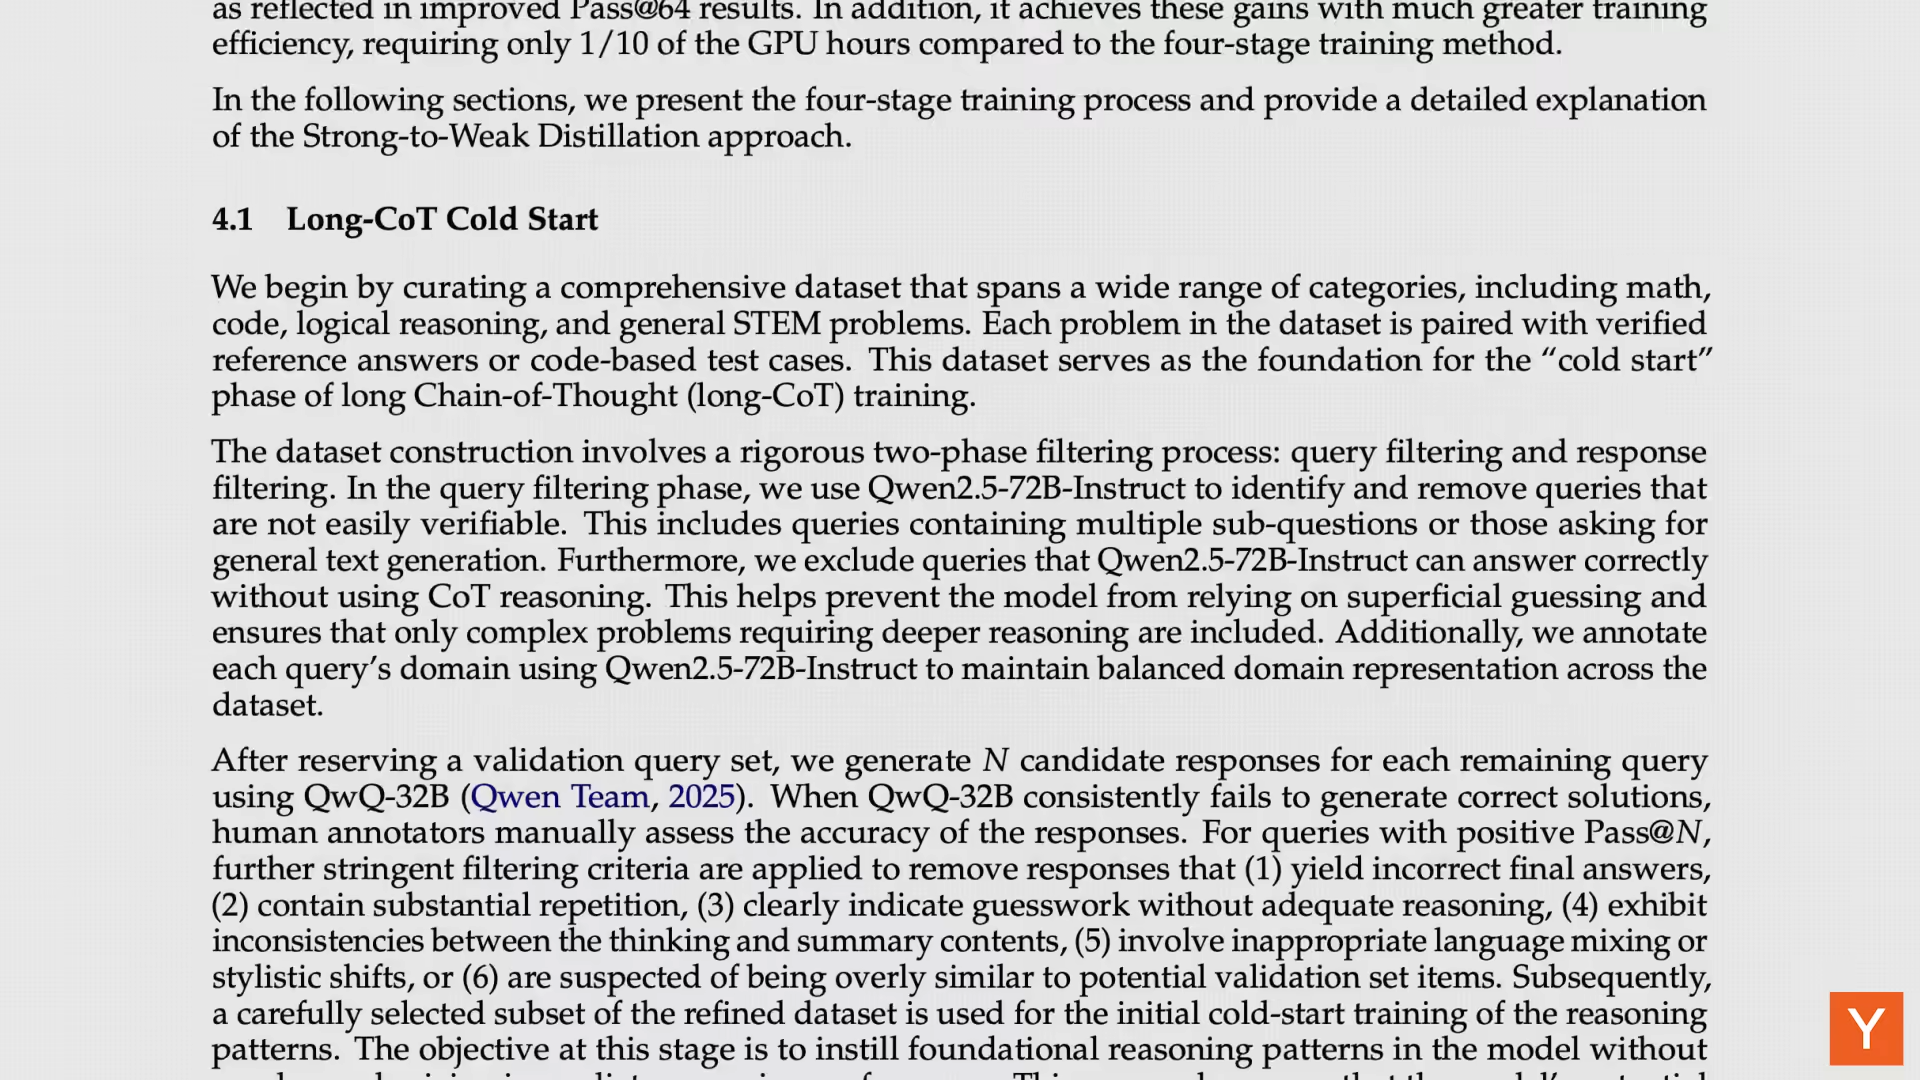 as reflected in improved Pass@64 results. In addition, it achieves these gains with much greater training
efficiency, requiring only 1/10 of the GPU hours compared to the four-stage training method.
In the following sections, we present the four-stage training process and provide a detailed explanation
of the Strong-to-Weak Distillation approach.
4.1 Long-CoT Cold Start
We begin by curating a comprehensive dataset that spans a wide range of categories, including math,
code, logical reasoning, and general STEM problems. Each problem in the dataset is paired with verified
reference answers or code-based test cases. This dataset serves as the foundation for the “cold start”
phase of long Chain-of-Thought (long-CoT) training.
The dataset construction involves a rigorous two-phase filtering process: query filtering and response
filtering. In the query filtering phase, we use Qwen2.5-72B-Instruct to identify and remove queries that
are not easily verifiable. This includes queries containing multiple sub-questions or those asking for
general text generation. Furthermore, we exclude queries that Qwen2.5-72B-Instruct can answer correctly
without using CoT reasoning. This helps prevent the model from relying on superficial guessing and
ensures that only complex problems requiring deeper reasoning are included. Additionally, we annotate
each query’s domain using Qwen2.5-72B-Instruct to maintain balanced domain representation across the
dataset.
After reserving a validation query set, we generate N candidate responses for each remaining query
using QwQ-32B (Qwen Team, 2025). When QwQ-32B consistently fails to generate correct solutions,
human annotators manually assess the accuracy of the responses. For queries with positive Pass@N,
further stringent filtering criteria are applied to remove responses that (1) yield incorrect final answers,
(2) contain substantial repetition, (3) clearly indicate guesswork without adequate reasoning, (4) exhibit
inconsistencies between the thinking and summary contents, (5) involve inappropriate language mixing or
stylistic shifts, or (6) are suspected of being overly similar to potential validation set items. Subsequently,
a carefully selected subset of the refined dataset is used for the initial cold-start training of the reasoning
patterns. The objective at this stage is to instill foundational reasoning patterns in the model without
Y